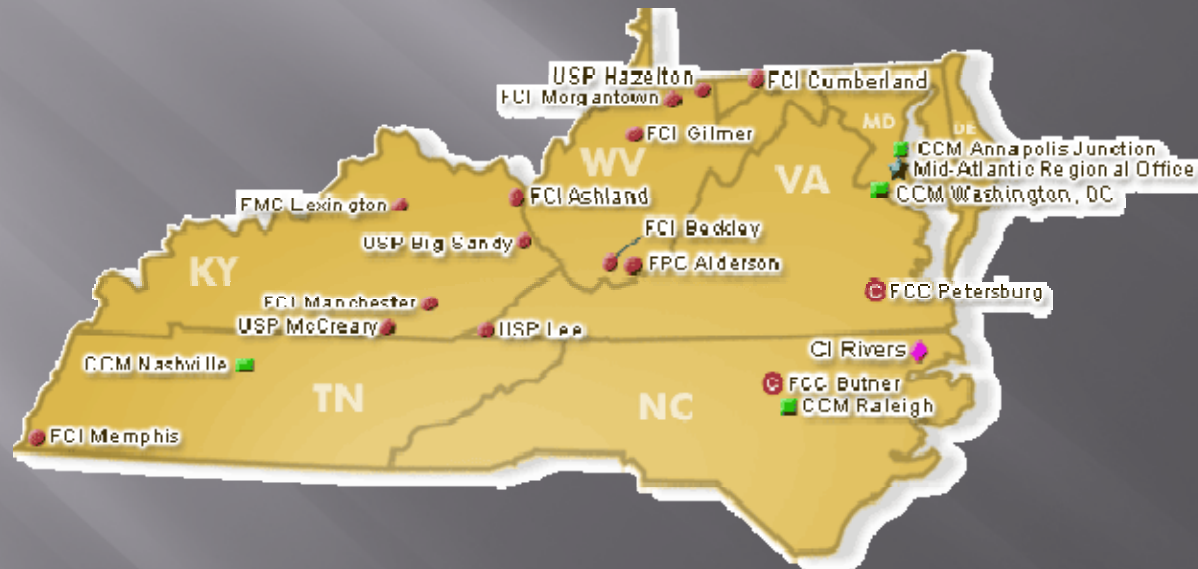 USP Hazelton
FCI Cumberland
FCI Morgantown
MD
FCI Gilmer
DE
CCM Annapolis Junction
WV
Mid-Atlantic Regional Office
VA
CCM Washington, DC
FCI Ashland
FMC Lexington
FCI Beckley
USP Big Sandy
FPC Alderson
KY
C FCC Petersburg
FCI Manchester
USP McCreary
USP Lee
CI Rivers
CCM Nashville
C FCC Butner
TN
NC
CCM Raleigh
FCI Memphis